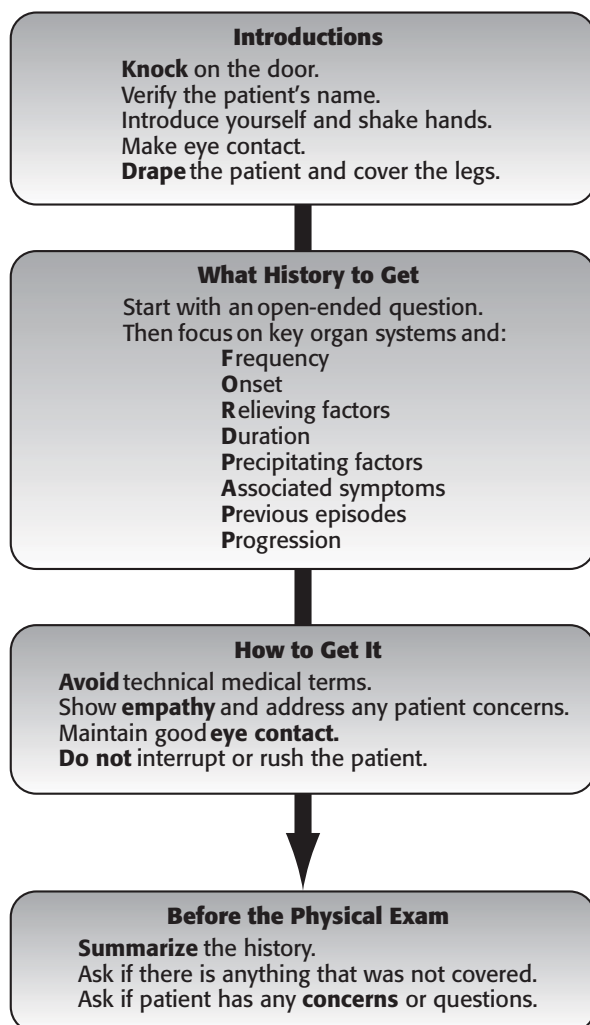 Introductions
Knock on the door.
Verify the patient’s name.
Introduce yourself and shake hands.
Make eye contact.
Drape the patient and cover the legs.
What History to Get
Start with an open-ended question.
Then focus on key organ systems and:
Frequency
Onset
Relieving factors
Duration
Precipitating factors
Associated symptoms
Previous episodes
Progression
How to Get It
Avoid technical medical terms.
Show empathy and address any patient concerns.
Maintain good eye contact.
Do not interrupt or rush the patient.
Before the Physical Exam
Summarize the history.
Ask if there is anything that was not covered.
Ask if patient has any concerns or questions.